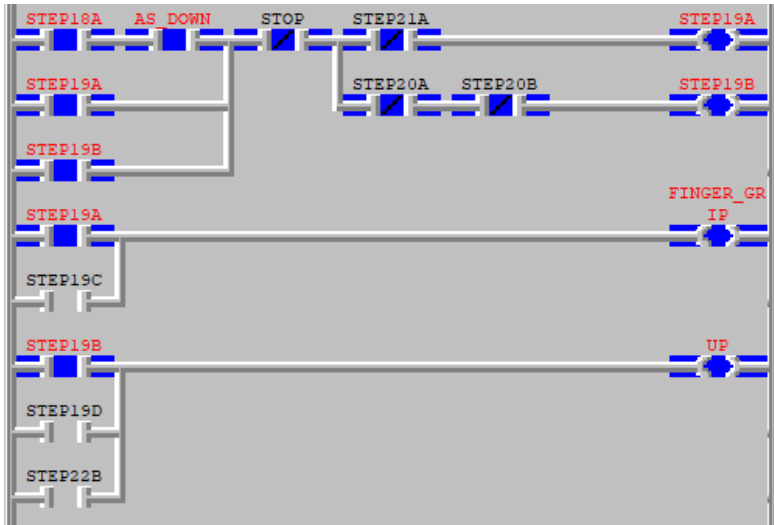 STEP18A AS_DOWN STOP STEP21A STEP19A
STEP19A STEP20A STEP20B STEP19B
STEP19B
FINGER_GR
STEP19A IP
STEP19C
STEP19B UP
STEP19D
STEP22B